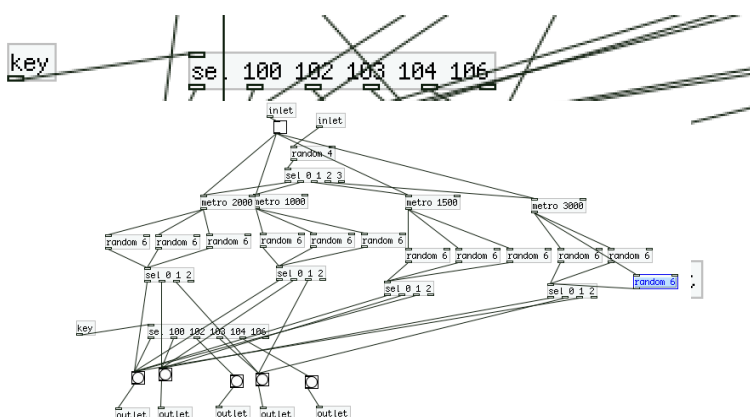 key
sel 100 102 103 104 106
inlet
inlet
random 4
sel 0 1 2 3
metro 2000
metro 1000
metro 1500
metro 3000
random 6
random 6
random 6
random 6
random 6
random 6
random 6
random 6
random 6
random 6
random 6
random 6
sel 0 1 2
sel 0 1 2
sel 0 1 2
sel 0 1 2
key
sel 100 102 103 104 106
outlet
outlet
outlet
outlet
outlet